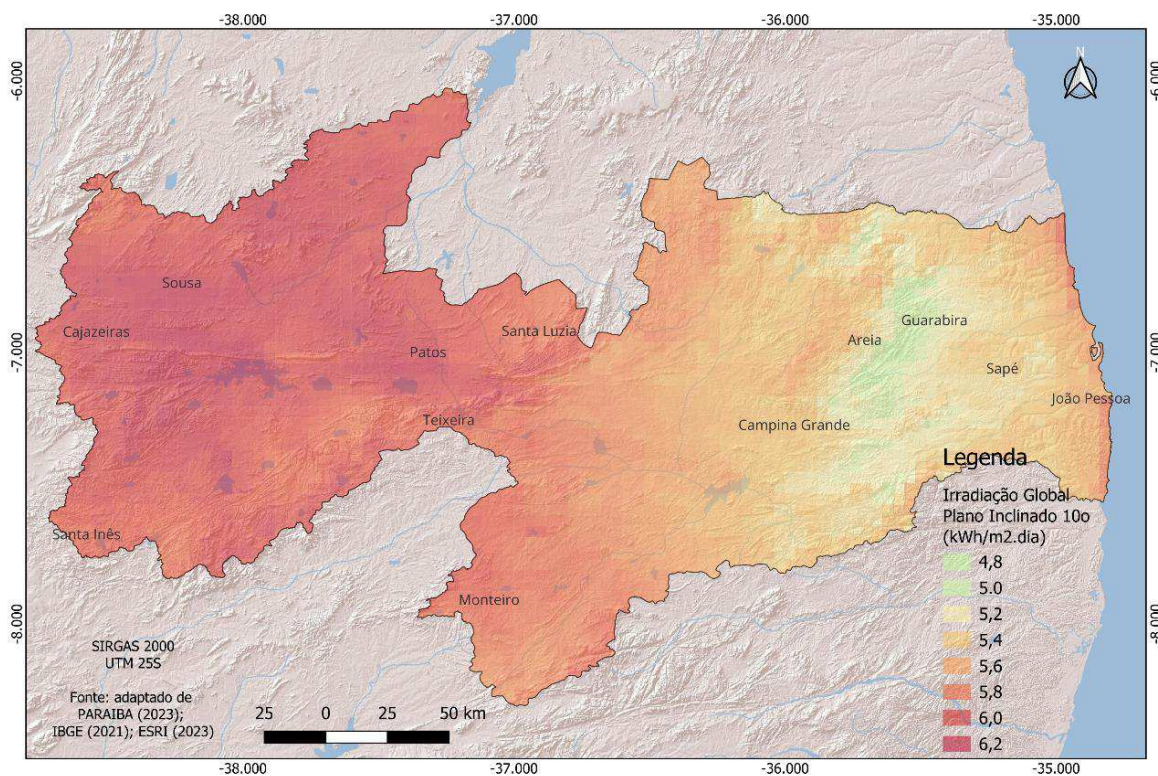 -38.000
-37.000
-36.000
-35.000
-6.000
-6.000
N
Sousa
Cajazeiras
Santa Luzia
Patos
Guarabira
Areia
Sapé
-7.000
-7.000
João Pessoa
Teixeira
Campina Grande
Santa Inês
Monteiro
-8.000
-8.000
Legenda
Irradiação Global
Plano Inclinado 10o
(kWh/m2.dia)
4,8
5.0
5,2
5,4
5,6
5,8
6,0
6,2
SIRGAS 2000
UTM 25S
Fonte: adaptado de
PARAIBA (2023);
IBGE (2021); ESRI (2023)
25 0 25 50 km
-38.000
-37.000
-36.000
-35.000